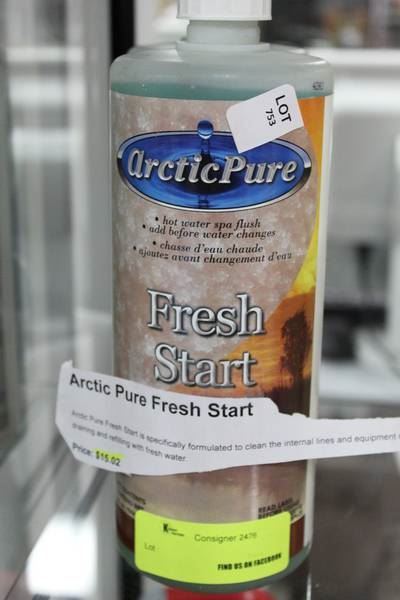 LOT
753
arcticPure
• hot water spa flush
• add before water changes
• chasse d'eau chaude
• ajoutez avant changement d'eau
Fresh
Start
Arctic Pure Fresh Start
Arctic Pure Fresh Start is specifically formulated to clean the internal lines and equipment
draining and refilling with fresh water
Price: $15.02
READ LABEL
Consigner 2476
Lot
FIND US ON FACEBOOK